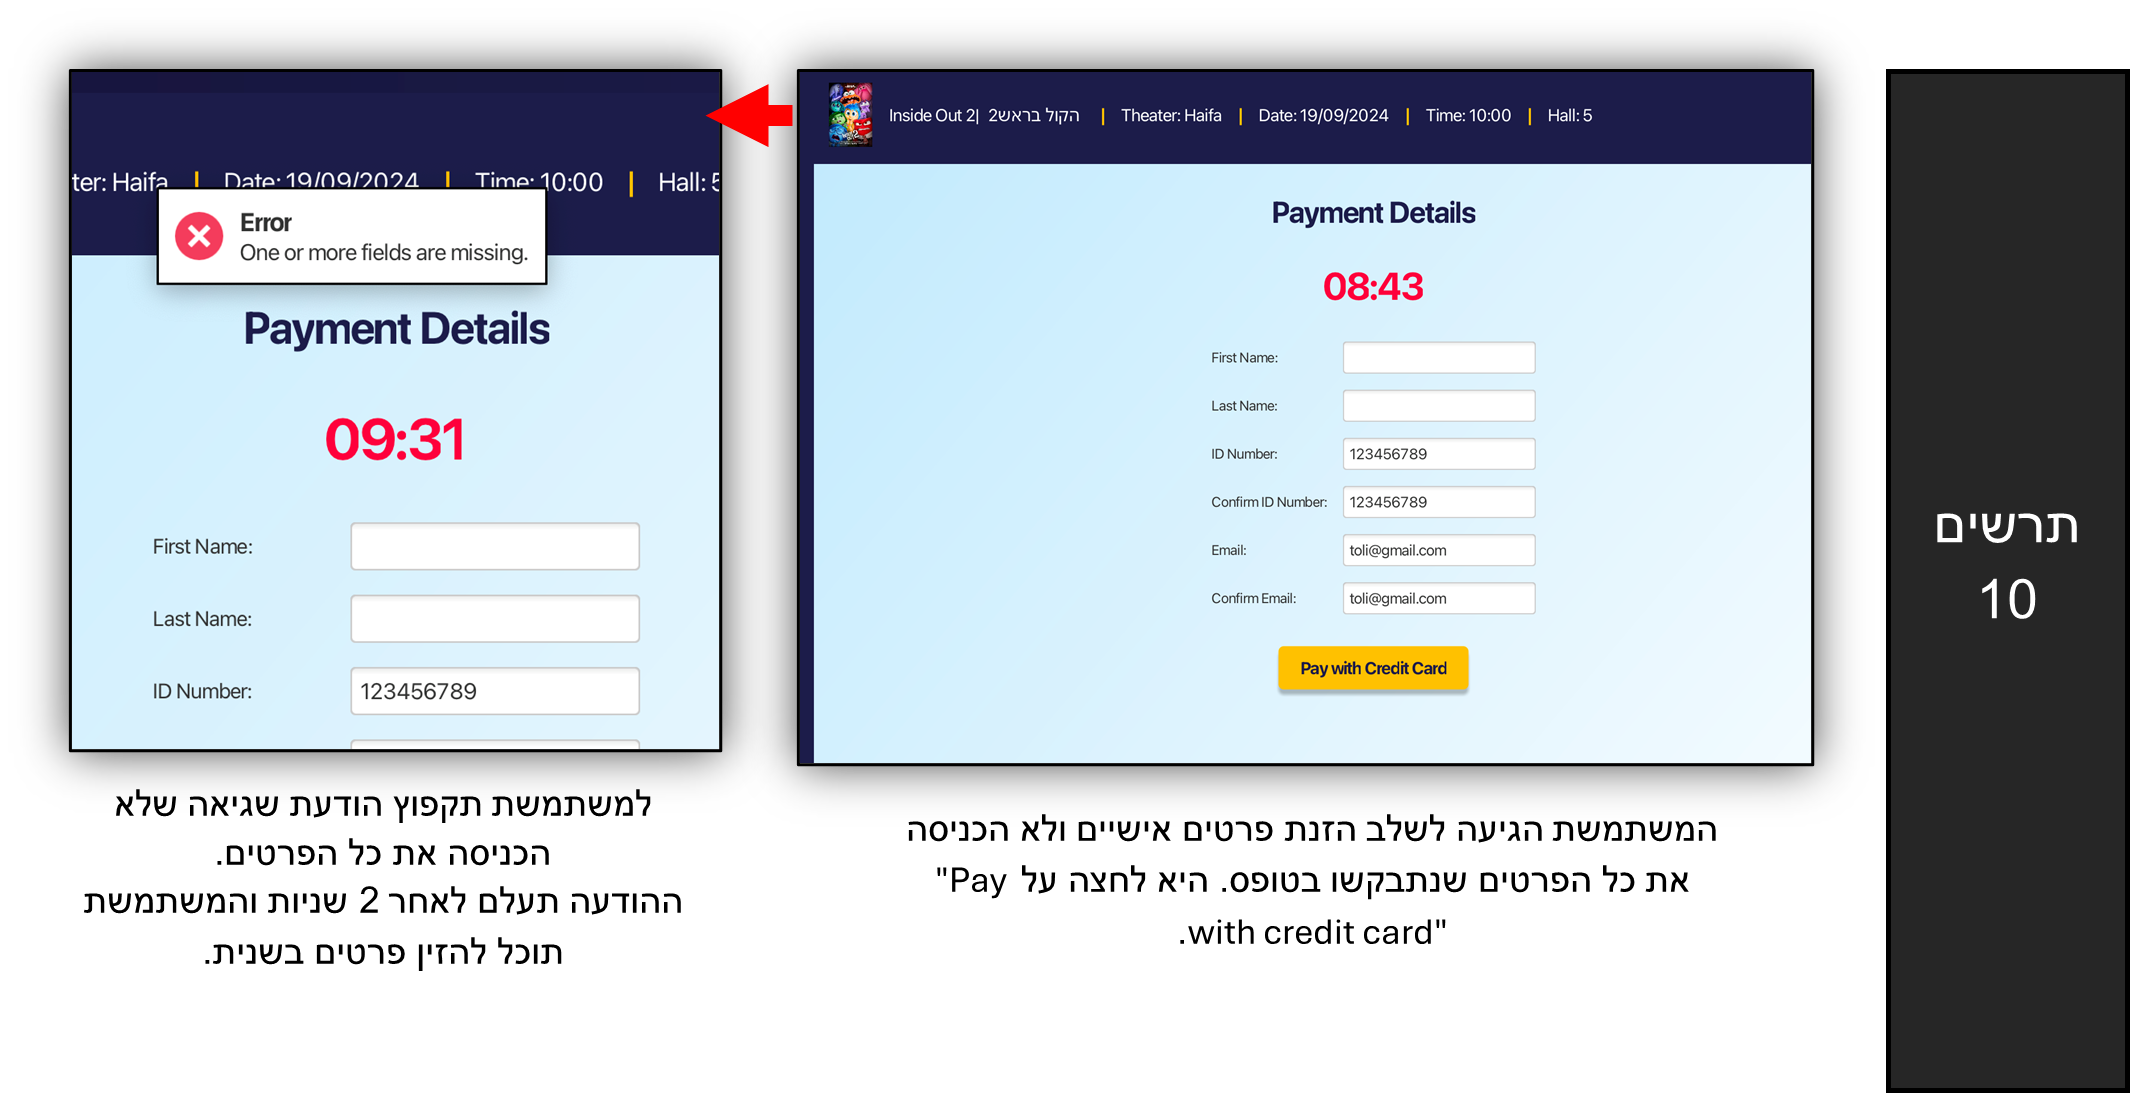 תרשים
10
Inside Out 2| הקול בראש2 | Theater: Haifa | Date: 19/09/2024 | Time: 10:00 | Hall: 5
Payment Details
08:43
First Name:
Last Name:
ID Number: 123456789
Confirm ID Number: 123456789
Email: toli@gmail.com
Confirm Email: toli@gmail.com
Pay with Credit Card
המשתמשת הגיעה לשלב הזנת פרטים אישיים ולא הכניסה
את כל הפרטים שנתבקשו בטופס. היא לחצה על "Pay
with credit card".
ter: Haifa | Date: 19/09/2024 | Time: 10:00 | Hall: 5
Error
One or more fields are missing.
Payment Details
09:31
First Name:
Last Name:
ID Number: 123456789
למשתמשת תקפוץ הודעת שגיאה שלא
הכניסה את כל הפרטים.
ההודעה תעלם לאחר 2 שניות והמשתמשת
תוכל להזין פרטים בשנית.